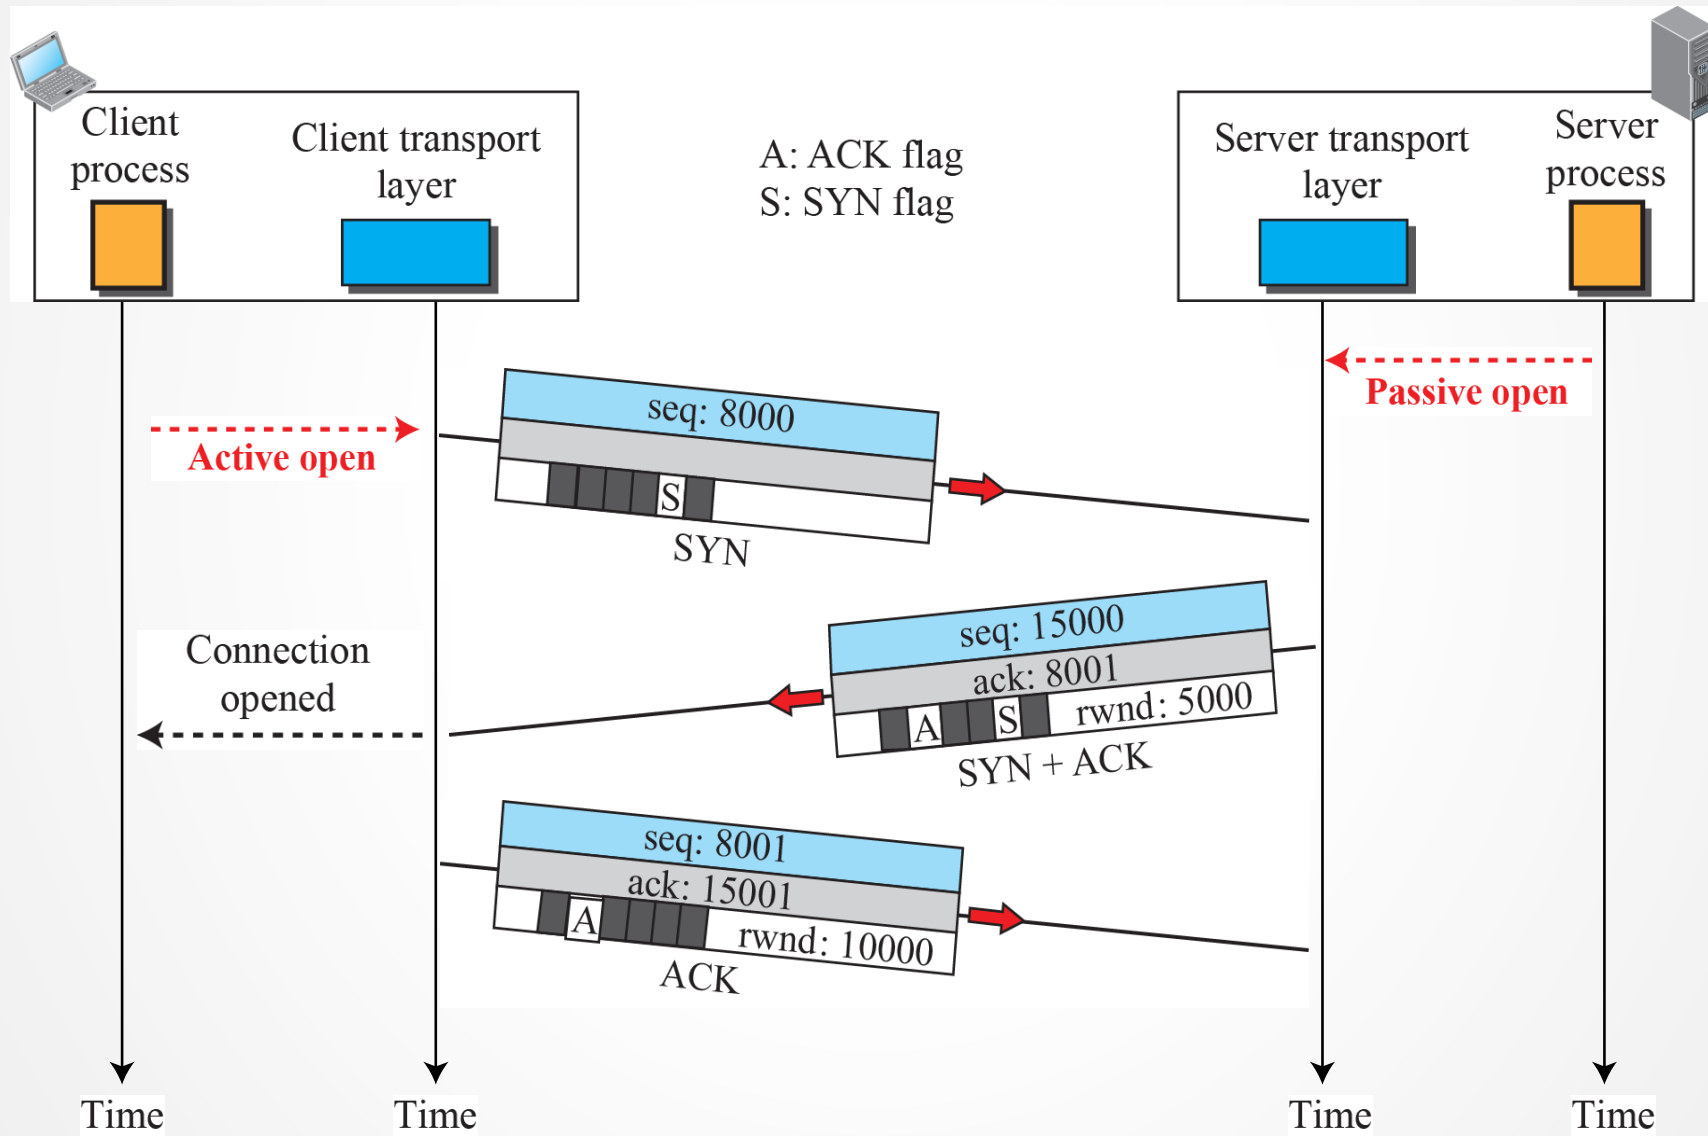 Client
process
Client transport
layer
A: ACK flag
S: SYN flag
Server transport
layer
Server
process
Passive open
Active open
seq: 8000
S
SYN
seq: 15000
ack: 8001
A
S
rwnd: 5000
SYN + ACK
Connection
opened
seq: 8001
ack: 15001
A
rwnd: 10000
ACK
Time
Time
Time
Time